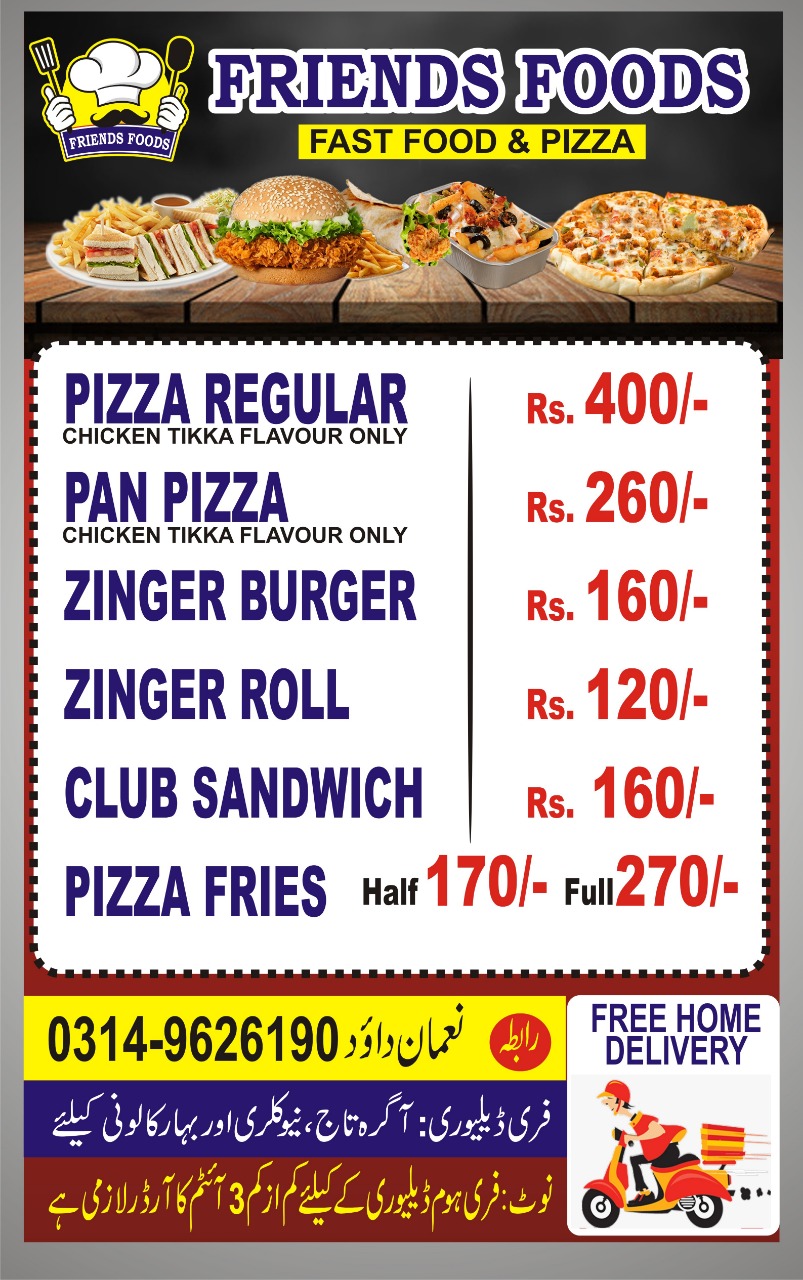 FRIENDS FOODS
FRIENDS FOODS
FAST FOOD & PIZZA
PIZZA REGULAR Rs. 400/-
CHICKEN TIKKA FLAVOUR ONLY
PAN PIZZA Rs. 260/-
CHICKEN TIKKA FLAVOUR ONLY
ZINGER BURGER Rs. 160/-
ZINGER ROLL Rs. 120/-
CLUB SANDWICH Rs. 160/-
PIZZA FRIES Half 170/- Full 270/-
رابطہ نعمان داؤد 0314-9626190
فری ڈیلیوری: آگرہ تاج، نیو کلری اور بہار کالونی کیلئے
نوٹ: فری ہوم ڈیلیوری کے کیلئے کم از کم 3 آئٹم کا آرڈر لازمی ہے
FREE HOME
DELIVERY